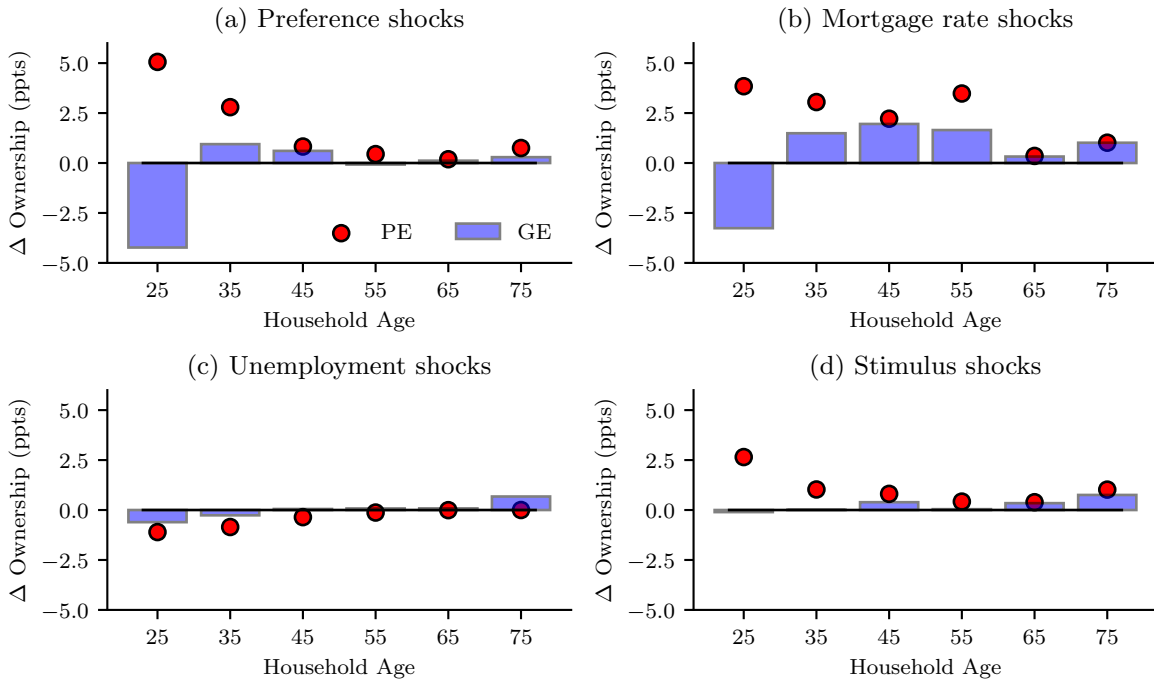 (a) Preference shocks
Δ Ownership (ppts)
5.0
2.5
0.0
−2.5
−5.0
PE
GE
25 35 45 55 65 75
Household Age
(b) Mortgage rate shocks
Δ Ownership (ppts)
5.0
2.5
0.0
−2.5
−5.0
25 35 45 55 65 75
Household Age
(c) Unemployment shocks
Δ Ownership (ppts)
5.0
2.5
0.0
−2.5
−5.0
25 35 45 55 65 75
Household Age
(d) Stimulus shocks
Δ Ownership (ppts)
5.0
2.5
0.0
−2.5
−5.0
25 35 45 55 65 75
Household Age